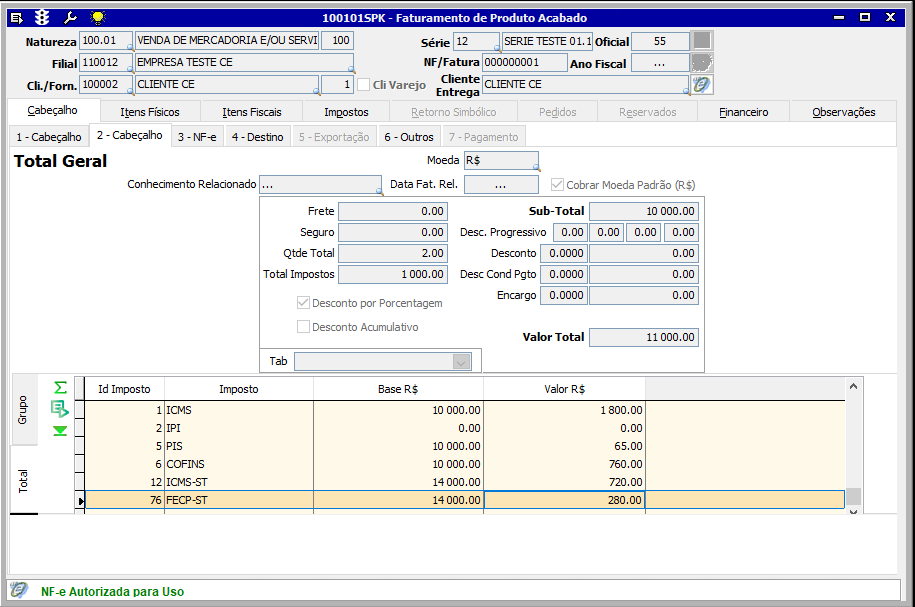 100101SPK - Faturamento de Produto Acabado
Natureza 100.01 VENDA DE MERCADORIA E/OU SERVI 100 Série 12 SERIE TESTE 01.1 Oficial 55
Filial 110012 EMPRESA TESTE CE NF/Fatura 000000001 Ano Fiscal ...
Cli./Forn. 100002 CLIENTE CE 1 Cli Varejo Cliente Entrega CLIENTE CE
Cabeçalho Itens Físicos Itens Fiscais Impostos Retorno Simbólico Pedidos Reservados Financeiro Observações
1 - Cabeçalho 2 - Cabeçalho 3 - NF-e 4 - Destino 5 - Exportação 6 - Outros 7 - Pagamento
Total Geral
Moeda R$
Conhecimento Relacionado ... Data Fat. Rel. ... Cobrar Moeda Padrão (R$)
Frete 0.00 Sub-Total 10 000.00
Seguro 0.00 Desc. Progressivo 0.00 0.00 0.00 0.00
Qtde Total 2.00 Desconto 0.0000 0.00
Total Impostos 1 000.00 Desc Cond Pgto 0.0000 0.00
Encargo 0.0000 0.00
Desconto por Porcentagem
Desconto Acumulativo
Valor Total 11 000.00
Tab
Grupo
Total
Id Imposto Imposto Base R$ Valor R$
1 ICMS 10 000.00 1 800.00
2 IPI 0.00 0.00
5 PIS 10 000.00 65.00
6 COFINS 10 000.00 760.00
12 ICMS-ST 14 000.00 720.00
76 FECP-ST 14 000.00 280.00
NF-e Autorizada para Uso